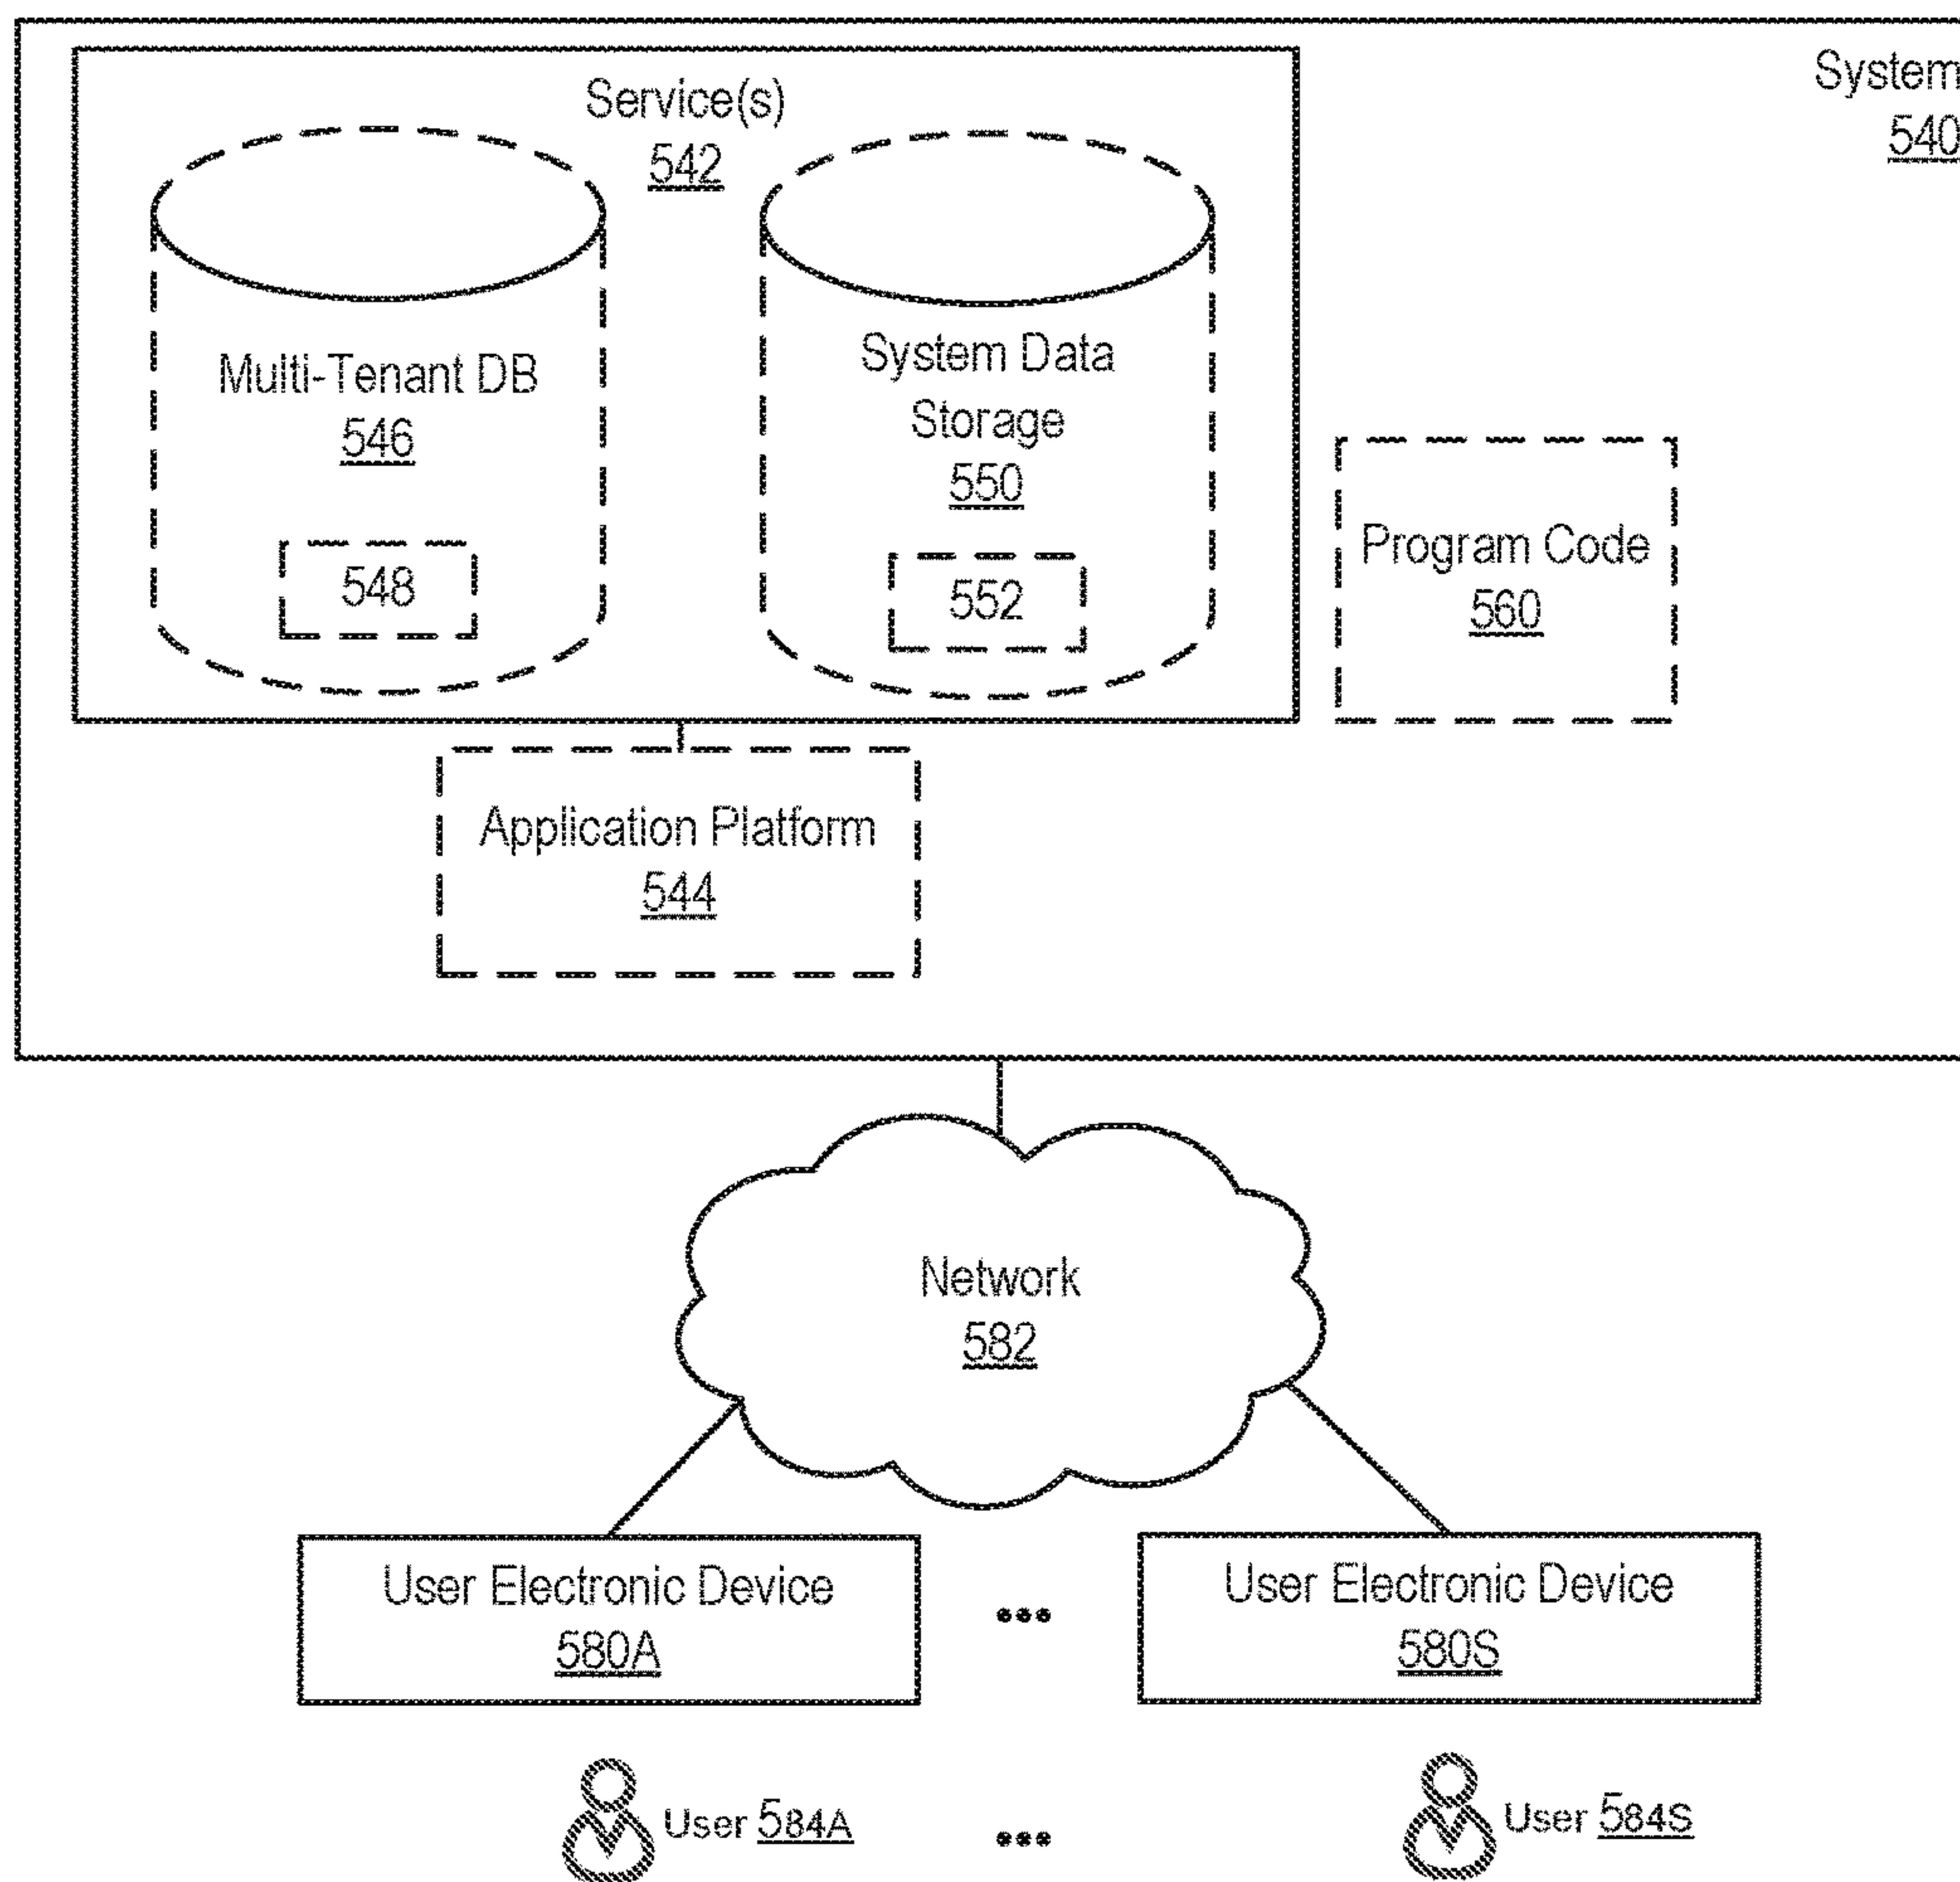 System
540
Service(s)
542
Multi-Tenant DB
546
548
System Data
Storage
550
552
Program Code
560
Application Platform
544
Network
582
User Electronic Device
580A
...
User Electronic Device
580S
User 584A
...
User 584S